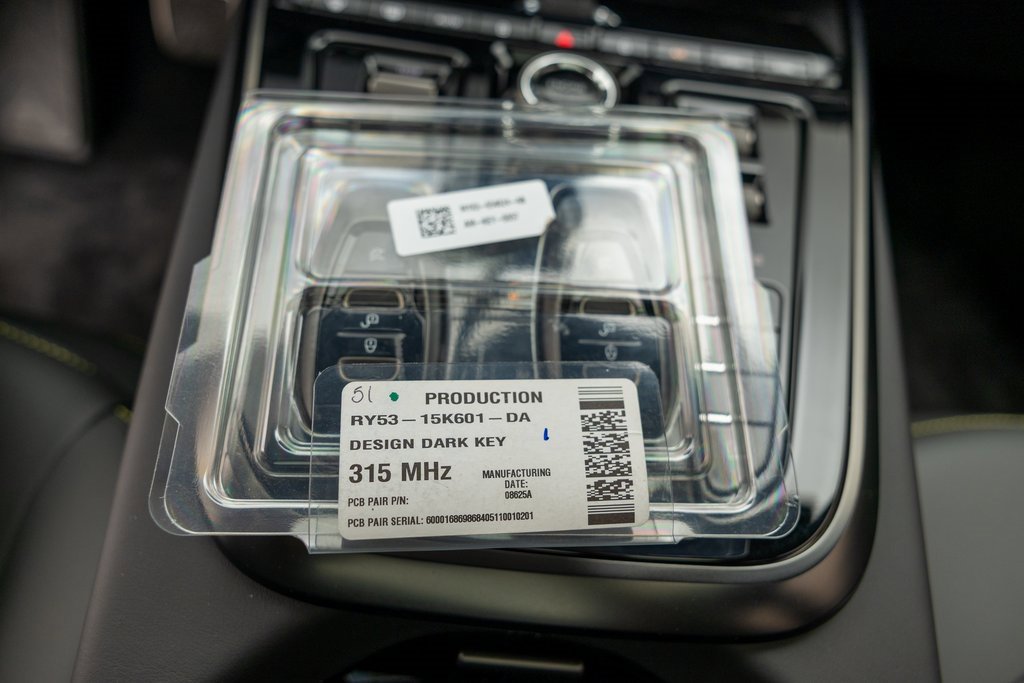 51 PRODUCTION
RY53-15K601-DA
DESIGN DARK KEY
315 MHz
MANUFACTURING
DATE:
08625A
PCB PAIR P/N:
PCB PAIR SERIAL: 600016869868405110010201